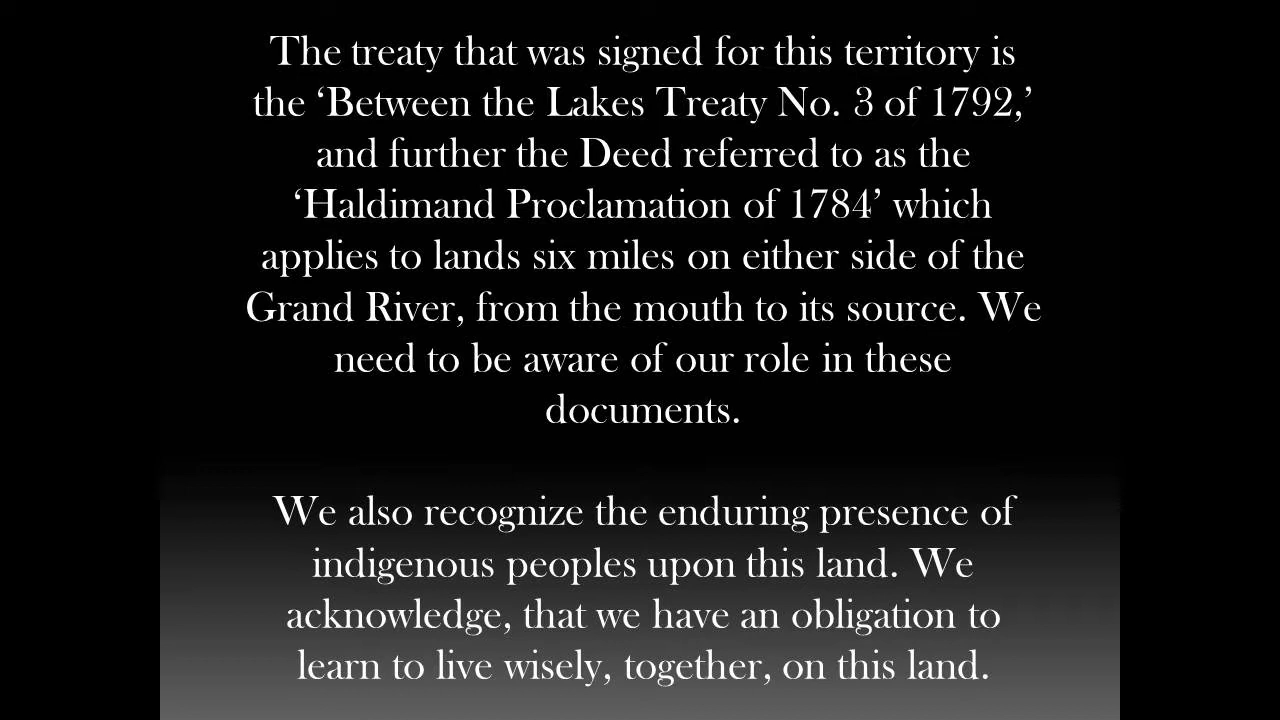 The treaty that was signed for this territory is
the ‘Between the Lakes Treaty No. 3 of 1792,’
and further the Deed referred to as the
‘Haldimand Proclamation of 1784’ which
applies to lands six miles on either side of the
Grand River, from the mouth to its source. We
need to be aware of our role in these
documents.
We also recognize the enduring presence of
indigenous peoples upon this land. We
acknowledge, that we have an obligation to
learn to live wisely, together, on this land.